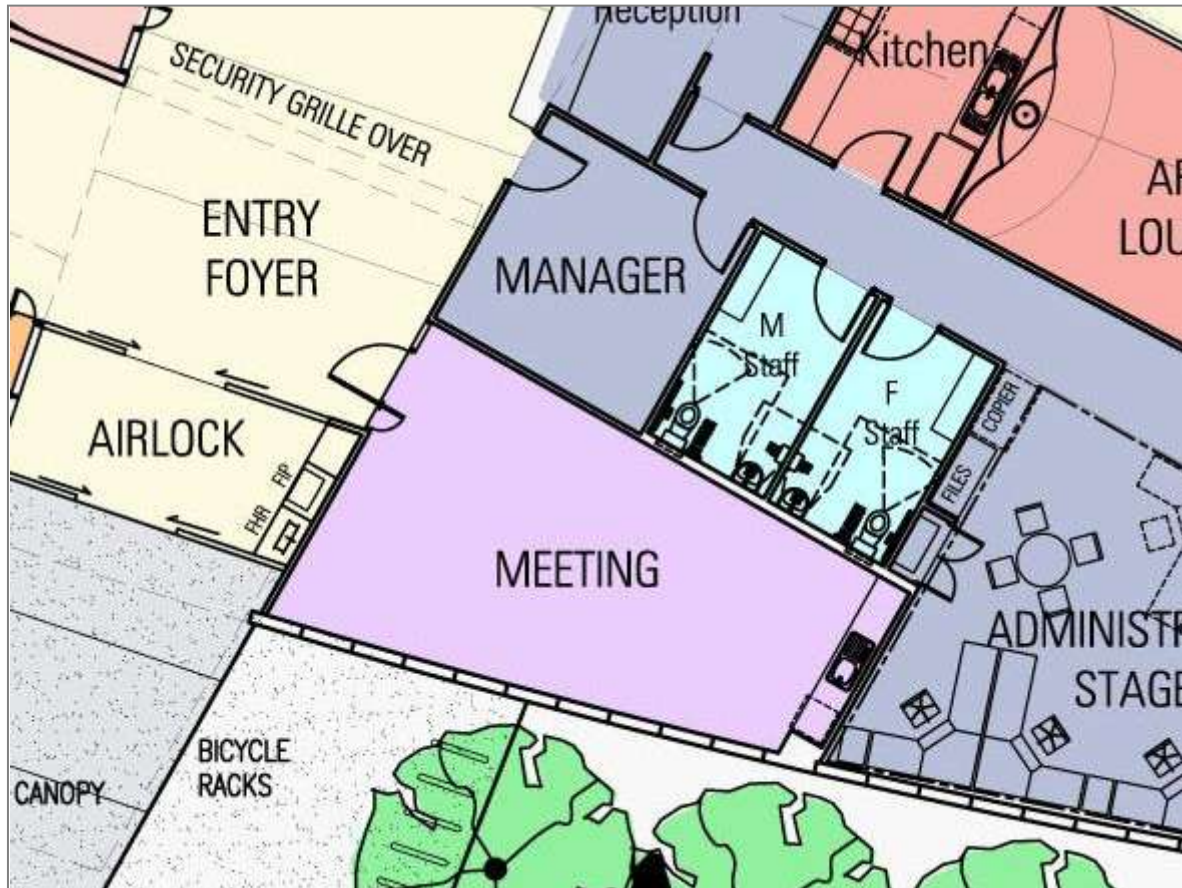 Reception
Kitchen
SECURITY GRILLE OVER
ENTRY
FOYER
MANAGER
M
Staff
F
Staff
COPIER
FILES
AIRLOCK
FIP
FHR
MEETING
STAGE
BICYCLE
RACKS
CANOPY